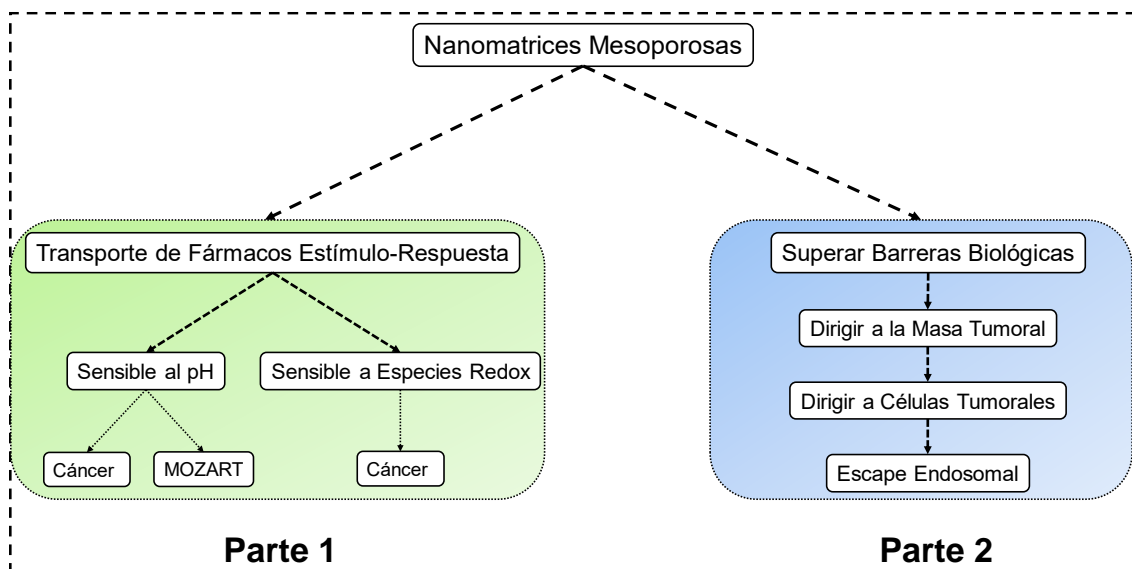 Nanomatrices Mesoporosas
Transporte de Fármacos Estímulo-Respuesta
Sensible al pH
Sensible a Especies Redox
Cáncer
MOZART
Cáncer
Parte 1
Superar Barreras Biológicas
Dirigir a la Masa Tumoral
Dirigir a Células Tumorales
Escape Endosomal
Parte 2